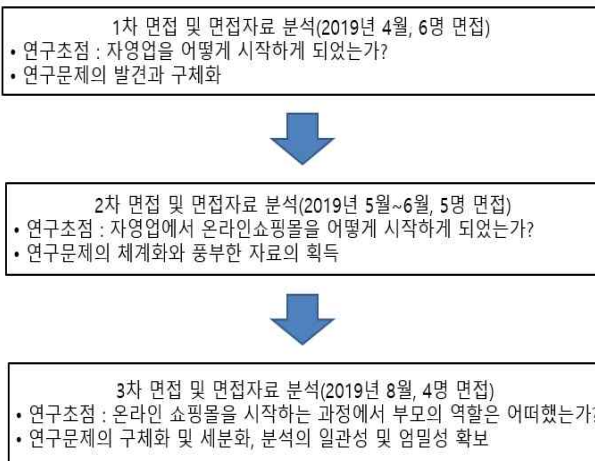 1차 면접 및 면접자료 분석(2019년 4월, 6명 면접)
• 연구초점 : 자영업을 어떻게 시작하게 되었는가?
• 연구문제의 발견과 구체화
2차 면접 및 면접자료 분석(2019년 5월~6월, 5명 면접)
• 연구초점 : 자영업에서 온라인쇼핑몰을 어떻게 시작하게 되었는가?
• 연구문제의 체계화와 풍부한 자료의 획득
3차 면접 및 면접자료 분석(2019년 8월, 4명 면접)
• 연구초점 : 온라인 쇼핑몰을 시작하는 과정에서 부모의 역할은 어떠했는가?
• 연구문제의 구체화 및 세분화, 분석의 일관성 및 엄밀성 확보